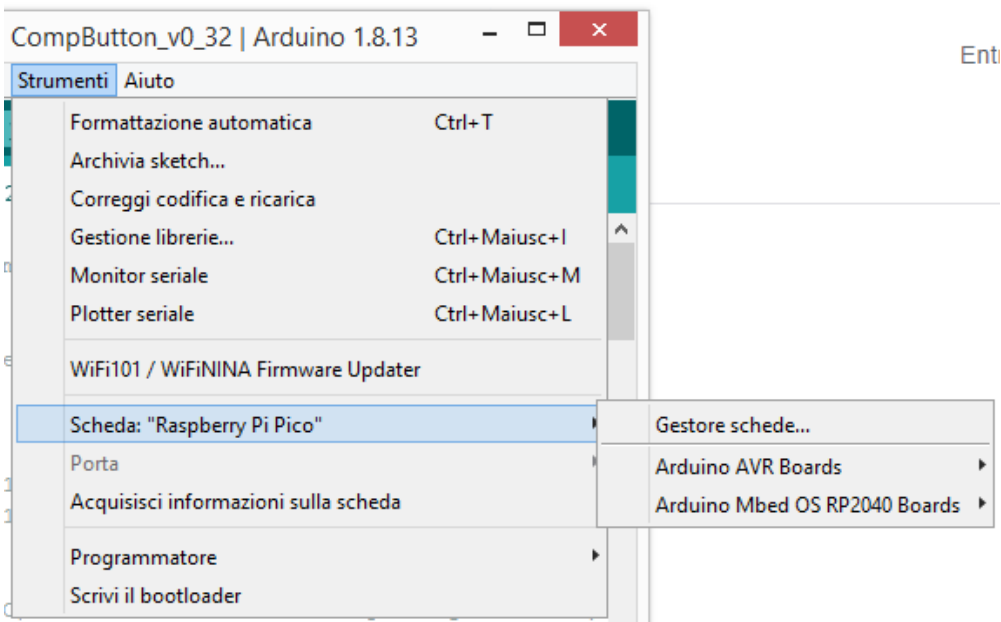 CompButton_v0_32 | Arduino 1.8.13
Strumenti Aiuto
Formattazione automatica Ctrl+T
Archivia sketch...
Correggi codifica e ricarica
Gestione librerie... Ctrl+Maiusc+I
Monitor seriale Ctrl+Maiusc+M
Plotter seriale Ctrl+Maiusc+L
WiFi101 / WiFiNINA Firmware Updater
Scheda: "Raspberry Pi Pico"
Porta
Acquisisci informazioni sulla scheda
Programmatore
Scrivi il bootloader
Gestore schede...
Arduino AVR Boards
Arduino Mbed OS RP2040 Boards